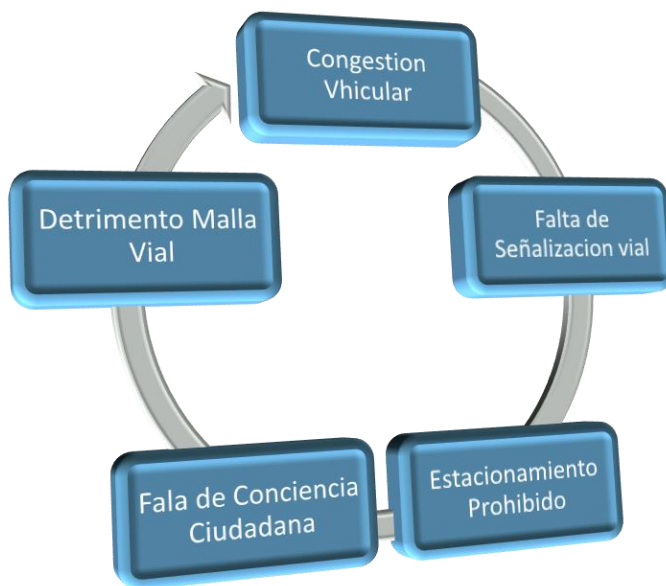 Congestion
Vhicular
Falta de
Señalizacion vial
Estacionamiento
Prohibido
Fala de Conciencia
Ciudadana
Detrimento Malla
Vial